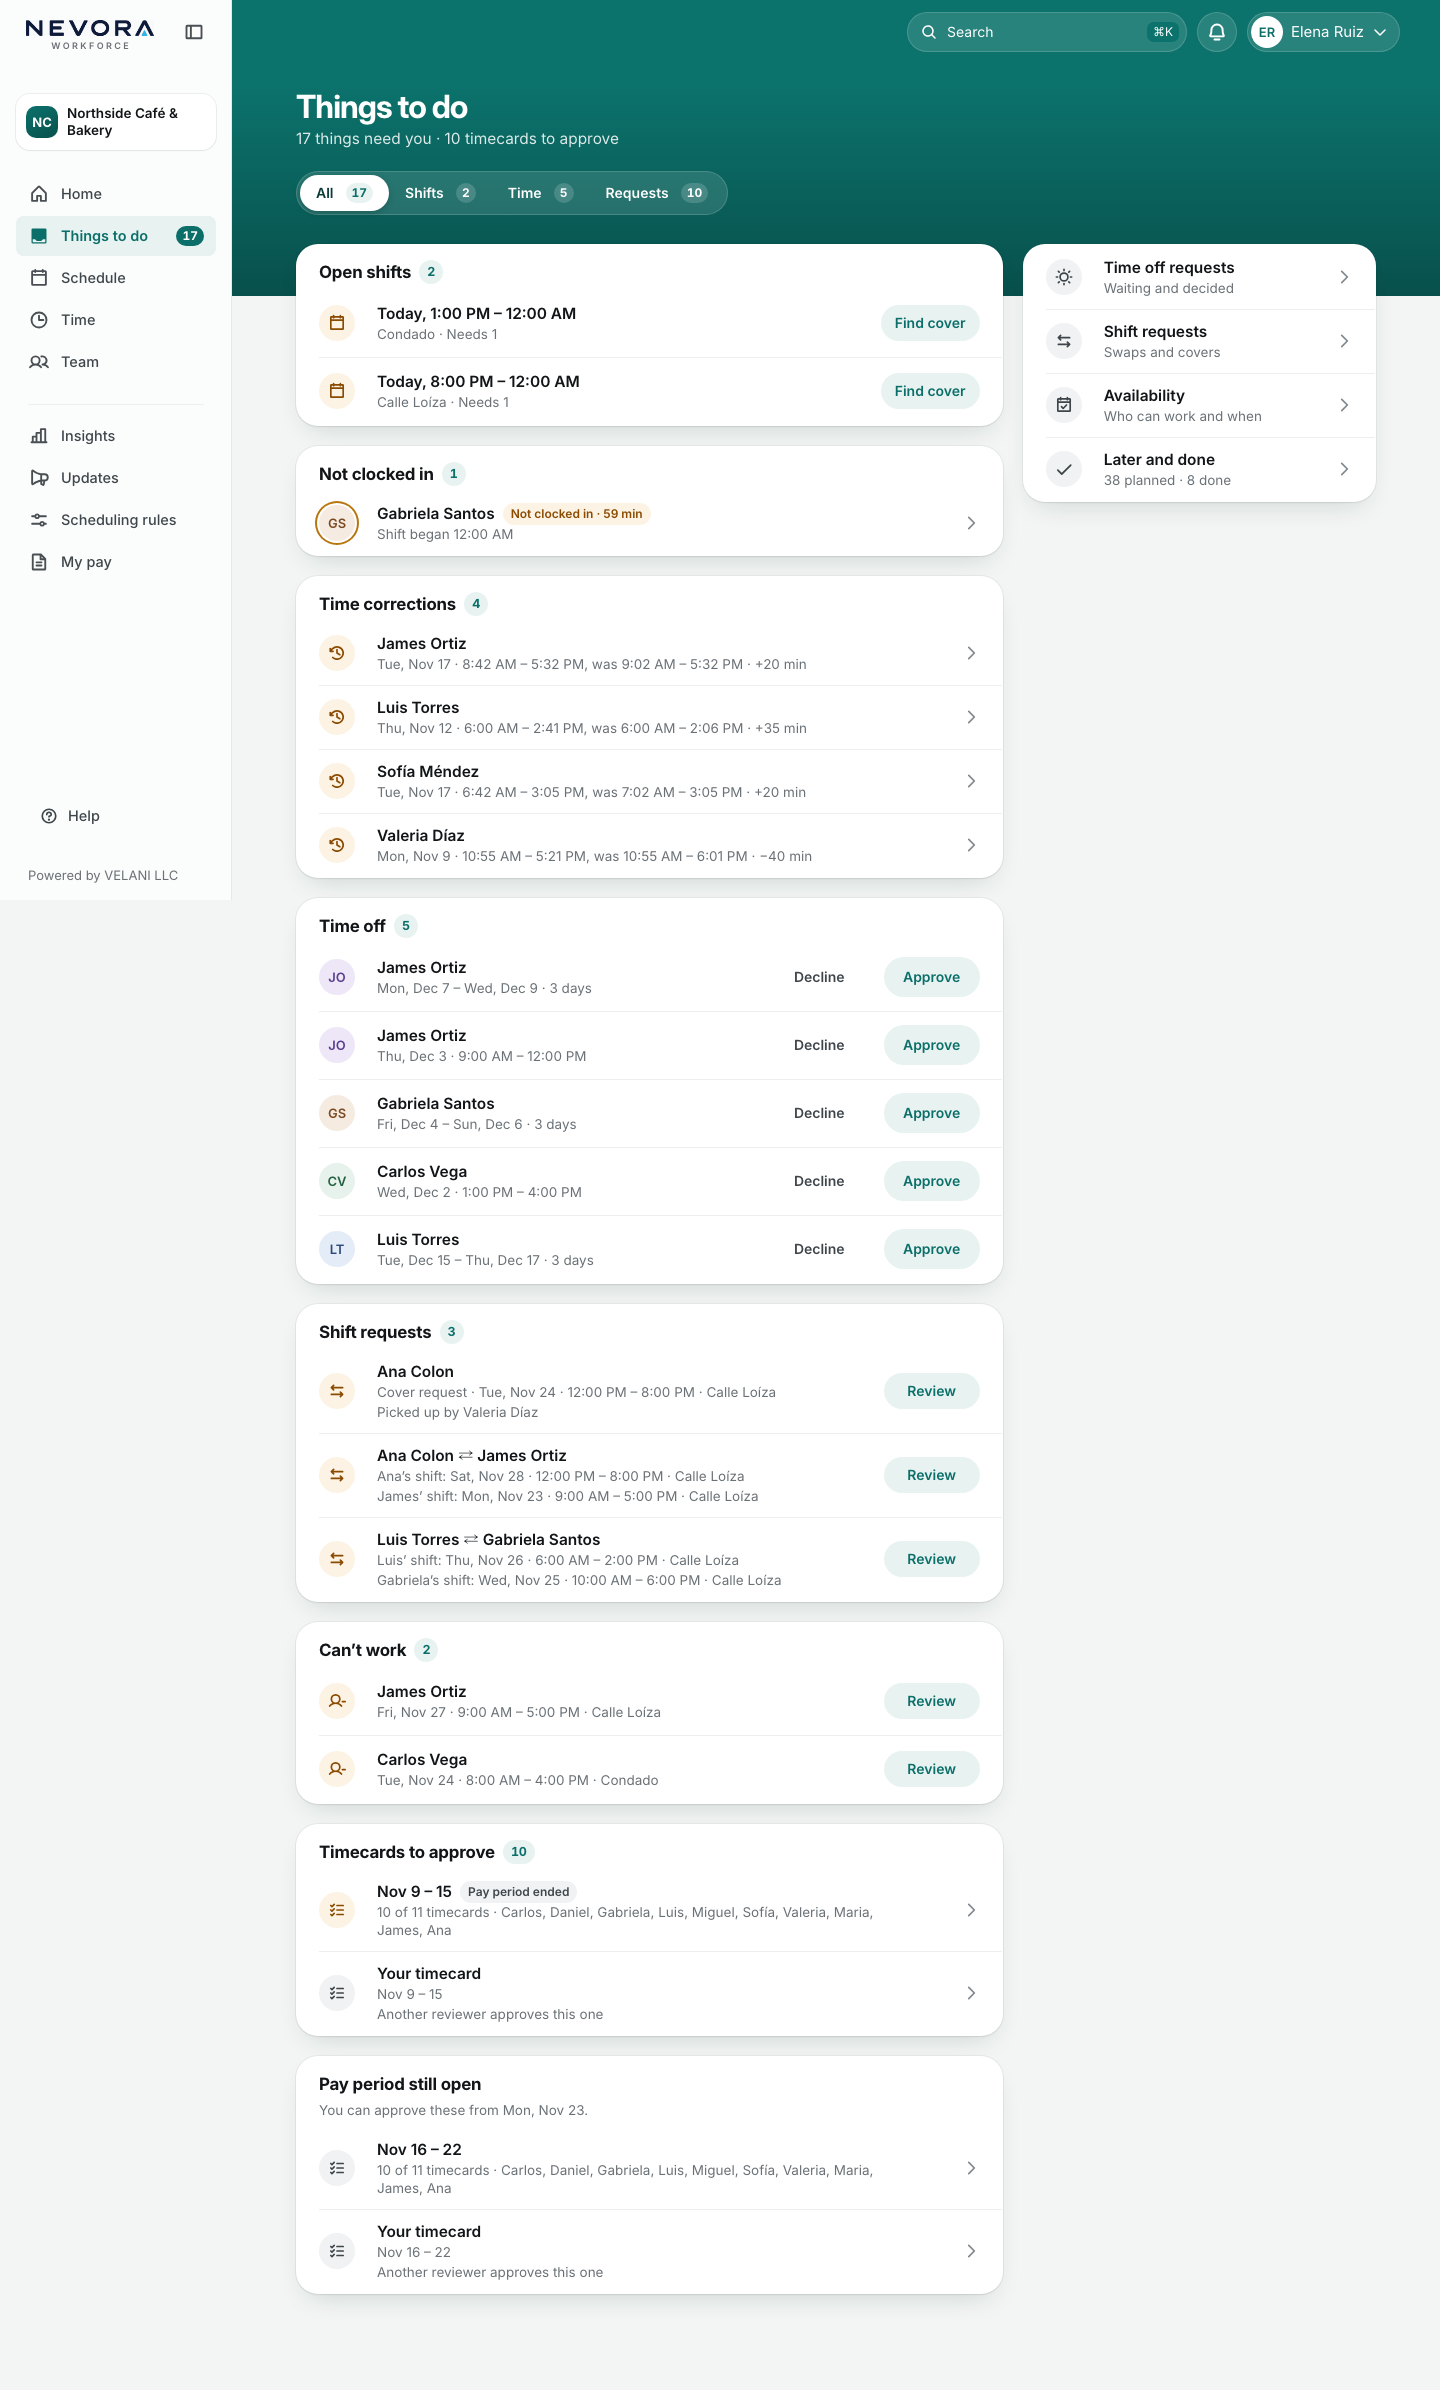 NEVORA
WORKFORCE
Northside Café &
Bakery
NC
Home
Things to do 17
Schedule
Time
Team
Insights
Updates
Scheduling rules
My pay
Help
Powered by VELANI LLC
Search ⌘K
ER Elena Ruiz
Things to do
17 things need you · 10 timecards to approve
All 17 Shifts 2 Time 5 Requests 10
Open shifts 2
Today, 1:00 PM – 12:00 AM
Condado · Needs 1
Find cover
Today, 8:00 PM – 12:00 AM
Calle Loíza · Needs 1
Find cover
Not clocked in 1
GS
Gabriela Santos Not clocked in · 59 min
Shift began 12:00 AM
Time corrections 4
James Ortiz
Tue, Nov 17 · 8:42 AM – 5:32 PM, was 9:02 AM – 5:32 PM · +20 min
Luis Torres
Thu, Nov 12 · 6:00 AM – 2:41 PM, was 6:00 AM – 2:06 PM · +35 min
Sofía Méndez
Tue, Nov 17 · 6:42 AM – 3:05 PM, was 7:02 AM – 3:05 PM · +20 min
Valeria Díaz
Mon, Nov 9 · 10:55 AM – 5:21 PM, was 10:55 AM – 6:01 PM · −40 min
Time off 5
JO
James Ortiz
Mon, Dec 7 – Wed, Dec 9 · 3 days
Decline Approve
JO
James Ortiz
Thu, Dec 3 · 9:00 AM – 12:00 PM
Decline Approve
GS
Gabriela Santos
Fri, Dec 4 – Sun, Dec 6 · 3 days
Decline Approve
CV
Carlos Vega
Wed, Dec 2 · 1:00 PM – 4:00 PM
Decline Approve
LT
Luis Torres
Tue, Dec 15 – Thu, Dec 17 · 3 days
Decline Approve
Shift requests 3
Ana Colon
Cover request · Tue, Nov 24 · 12:00 PM – 8:00 PM · Calle Loíza
Picked up by Valeria Díaz
Review
Ana Colon ⇄ James Ortiz
Ana’s shift: Sat, Nov 28 · 12:00 PM – 8:00 PM · Calle Loíza
James’ shift: Mon, Nov 23 · 9:00 AM – 5:00 PM · Calle Loíza
Review
Luis Torres ⇄ Gabriela Santos
Luis’ shift: Thu, Nov 26 · 6:00 AM – 2:00 PM · Calle Loíza
Gabriela’s shift: Wed, Nov 25 · 10:00 AM – 6:00 PM · Calle Loíza
Review
Can’t work 2
James Ortiz
Fri, Nov 27 · 9:00 AM – 5:00 PM · Calle Loíza
Review
Carlos Vega
Tue, Nov 24 · 8:00 AM – 4:00 PM · Condado
Review
Timecards to approve 10
Nov 9 – 15 Pay period ended
10 of 11 timecards · Carlos, Daniel, Gabriela, Luis, Miguel, Sofía, Valeria, Maria,
James, Ana
Your timecard
Nov 9 – 15
Another reviewer approves this one
Pay period still open
You can approve these from Mon, Nov 23.
Nov 16 – 22
10 of 11 timecards · Carlos, Daniel, Gabriela, Luis, Miguel, Sofía, Valeria, Maria,
James, Ana
Your timecard
Nov 16 – 22
Another reviewer approves this one
Time off requests
Waiting and decided
Shift requests
Swaps and covers
Availability
Who can work and when
Later and done
38 planned · 8 done